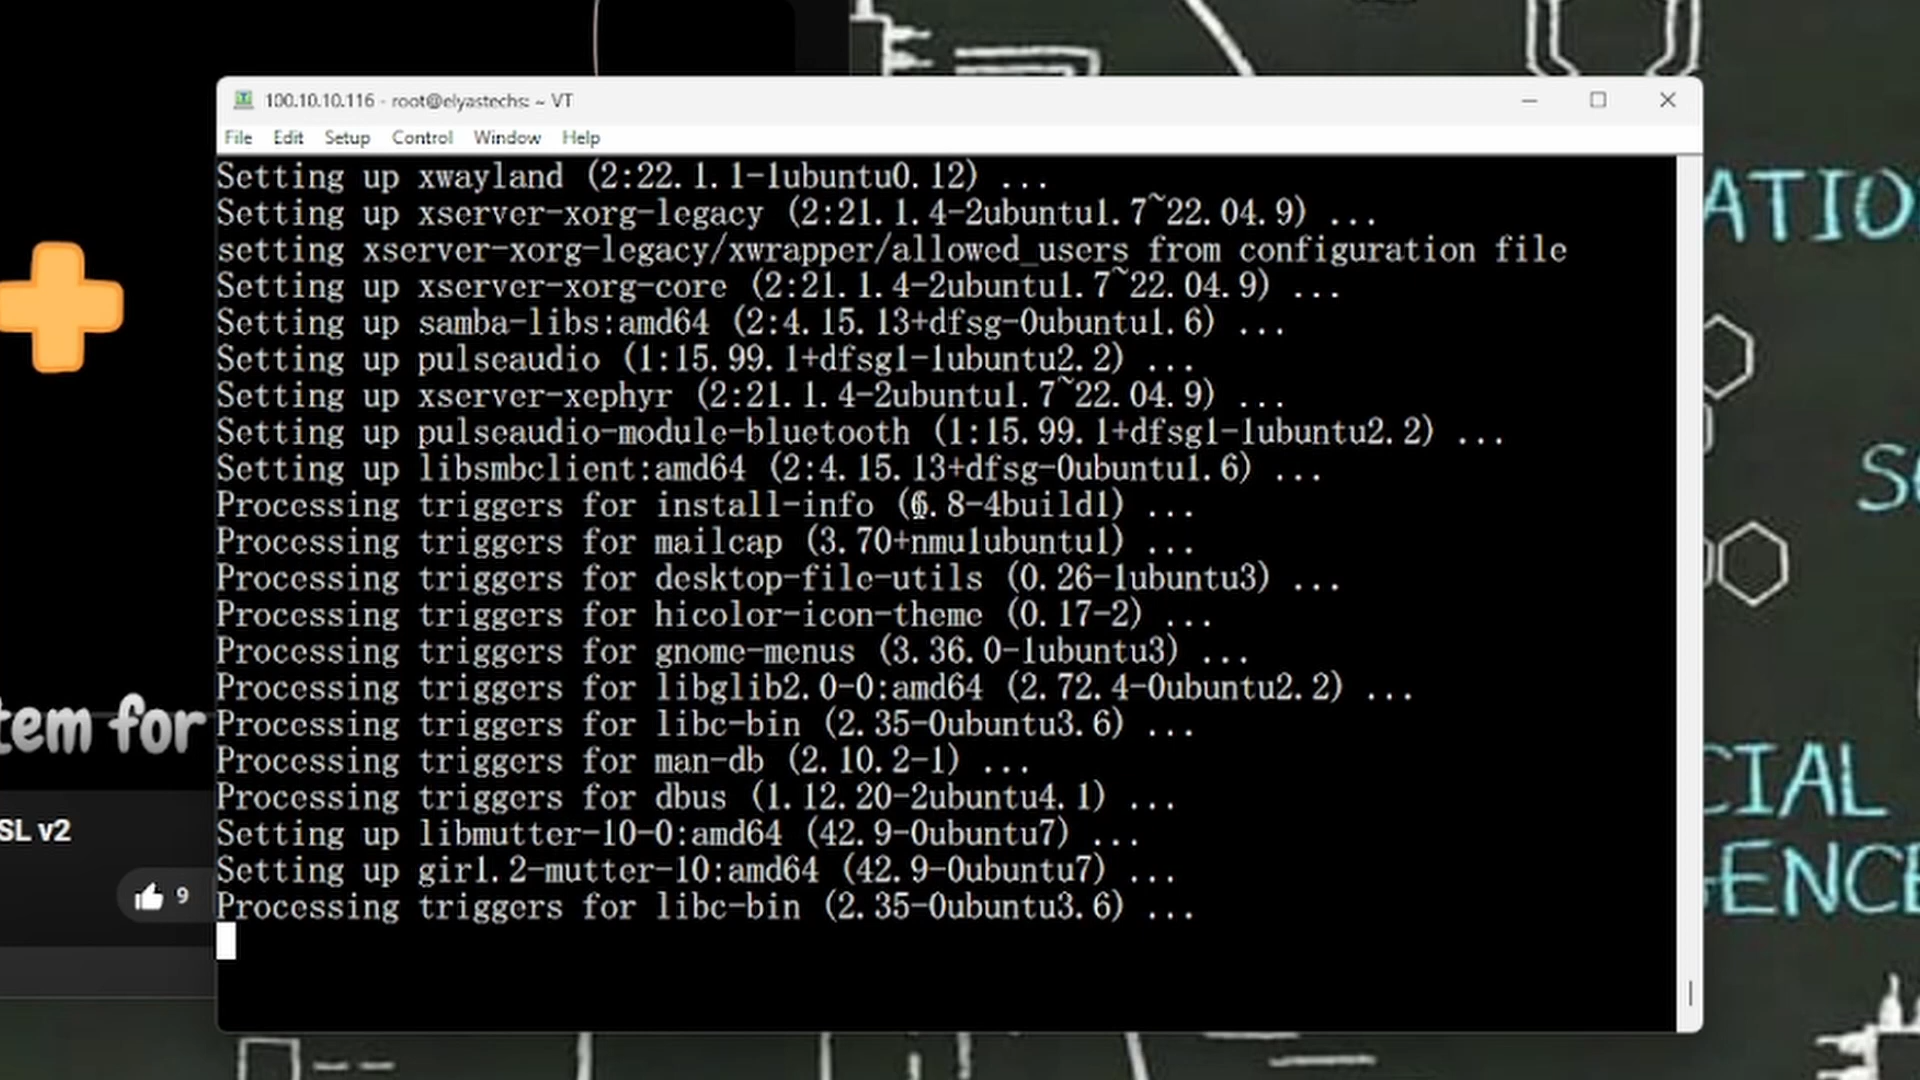 100.10.10.116 - root@elyastechs: ~ VT
File Edit Setup Control Window Help
Setting up xwayland (2:22.1.1-1ubuntu0.12) ...
Setting up xserver-xorg-legacy (2:21.1.4-2ubuntu1.7~22.04.9) ...
setting xserver-xorg-legacy/xwrapper/allowed_users from configuration file
Setting up xserver-xorg-core (2:21.1.4-2ubuntu1.7~22.04.9) ...
Setting up samba-libs:amd64 (2:4.15.13+dfsg-0ubuntu1.6) ...
Setting up pulseaudio (1:15.99.1+dfsg1-1ubuntu2.2) ...
Setting up xserver-xephyr (2:21.1.4-2ubuntu1.7~22.04.9) ...
Setting up pulseaudio-module-bluetooth (1:15.99.1+dfsg1-1ubuntu2.2) ...
Setting up libsmbclient:amd64 (2:4.15.13+dfsg-0ubuntu1.6) ...
Processing triggers for install-info (6.8-4build1) ...
Processing triggers for mailcap (3.70+nmu1ubuntu1) ...
Processing triggers for desktop-file-utils (0.26-1ubuntu3) ...
Processing triggers for hicolor-icon-theme (0.17-2) ...
Processing triggers for gnome-menus (3.36.0-1ubuntu3) ...
Processing triggers for libglib2.0-0:amd64 (2.72.4-0ubuntu2.2) ...
Processing triggers for libc-bin (2.35-0ubuntu3.6) ...
Processing triggers for man-db (2.10.2-1) ...
Processing triggers for dbus (1.12.20-2ubuntu4.1) ...
Setting up libmutter-10-0:amd64 (42.9-0ubuntu7) ...
Setting up gir1.2-mutter-10:amd64 (42.9-0ubuntu7) ...
Processing triggers for libc-bin (2.35-0ubuntu3.6) ...
tem for
SL v2
9
ATIO
SC
CIAL
GENCE